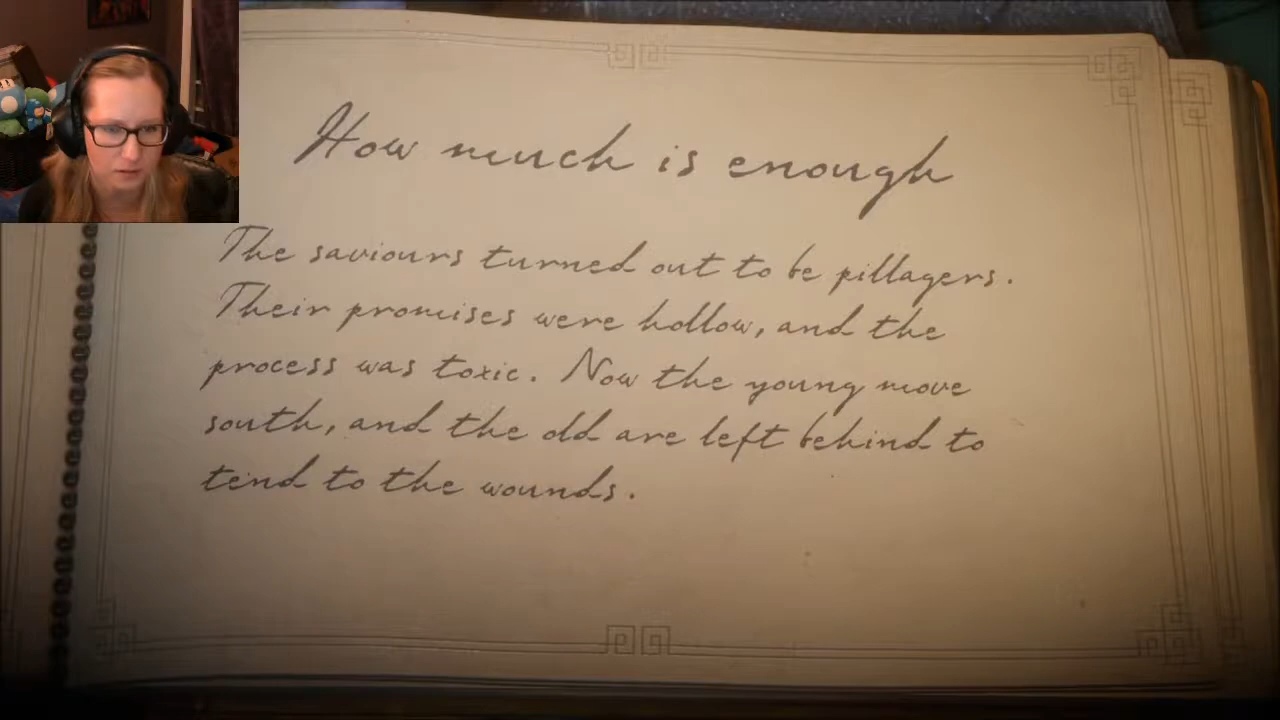 How much is enough
The saviours turned out to be pillagers.
Their promises were hollow, and the
process was toxic. Now the young move
south, and the old are left behind to
tend to the wounds.